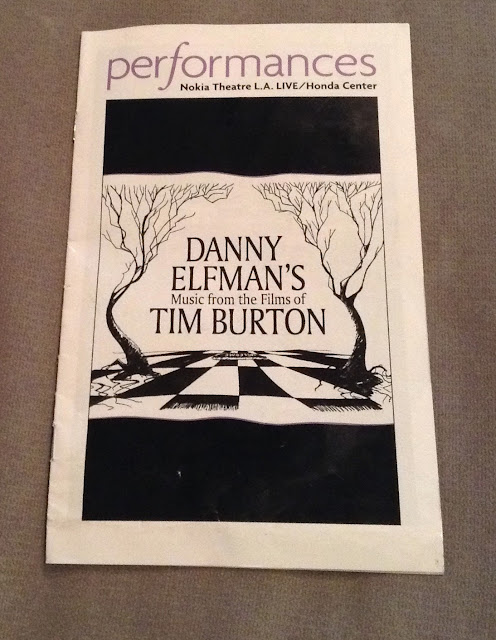 performances
Nokia Theatre L.A. LIVE/Honda Center
DANNY
ELFMAN'S
Music from the Films of
TIM BURTON